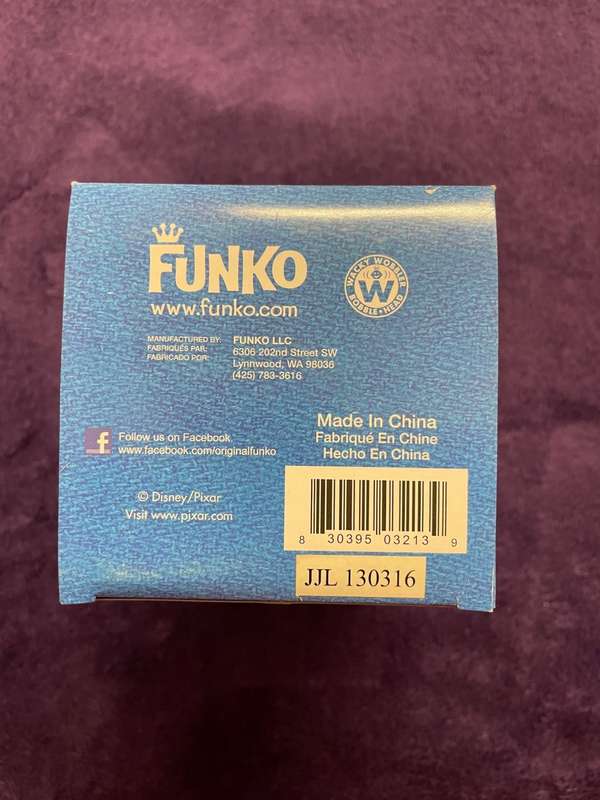 FUNKO
www.funko.com
WACKY WOBBLER
W
BOBBLE•HEAD
MANUFACTURED BY: FUNKO LLC
FABRIQUÉS PAR: 6306 202nd Street SW
FABRICADO POR: Lynnwood, WA 98036
(425) 783-3616
f Follow us on Facebook
www.facebook.com/originalfunko
Made In China
Fabriqué En Chine
Hecho En China
© Disney/Pixar
Visit www.pixar.com
8 30395 03213 9
JJL 130316